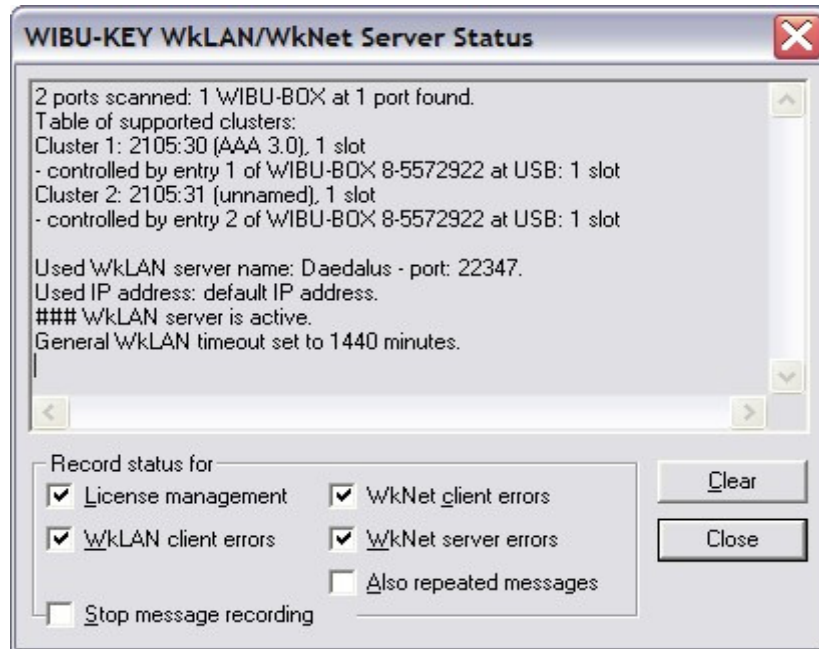 WIBU-KEY WkLAN/WkNet Server Status
2 ports scanned: 1 WIBU-BOX at 1 port found.
Table of supported clusters:
Cluster 1: 2105:30 (AAA 3.0), 1 slot
- controlled by entry 1 of WIBU-BOX 8-5572922 at USB: 1 slot
Cluster 2: 2105:31 (unnamed), 1 slot
- controlled by entry 2 of WIBU-BOX 8-5572922 at USB: 1 slot
Used WkLAN server name: Daedalus - port: 22347.
Used IP address: default IP address.
### WkLAN server is active.
General WkLAN timeout set to 1440 minutes.
Record status for
License management
WkNet client errors
Clear
WkLAN client errors
WkNet server errors
Close
Also repeated messages
Stop message recording